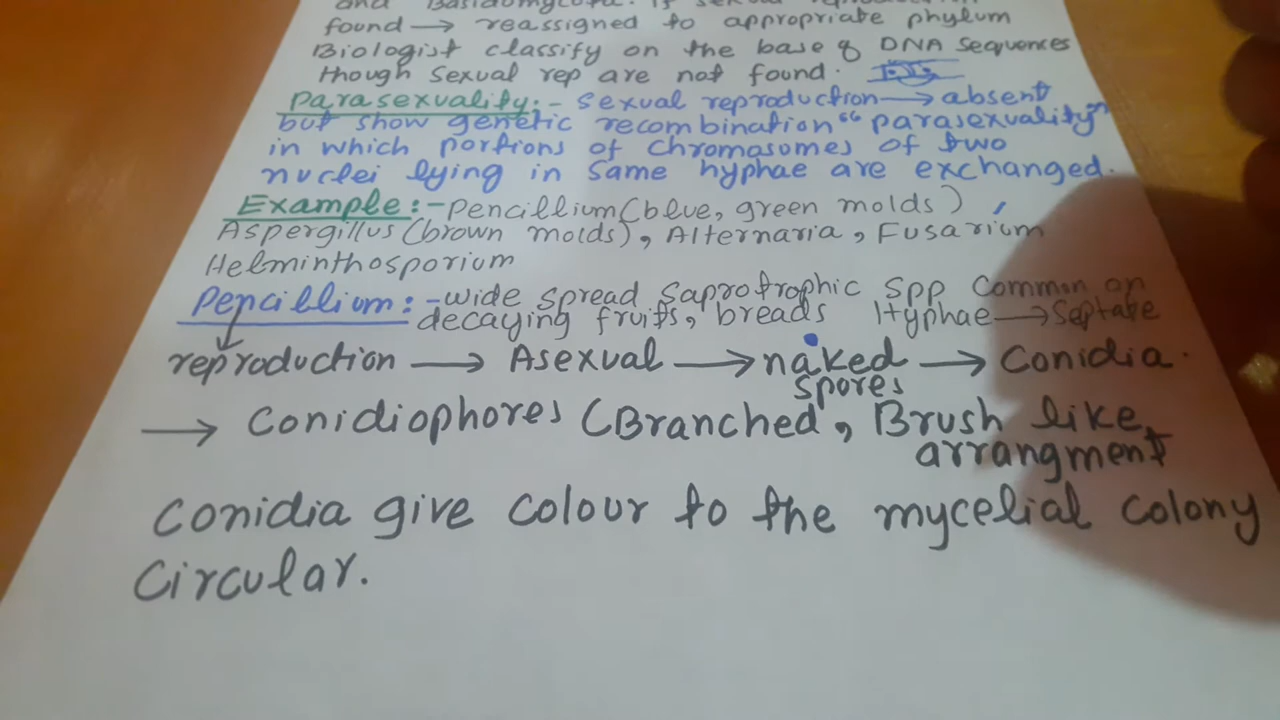 and Basidiomycota. If sexual
found → reassigned to appropriate phylum
Biologist classify on the base of DNA sequences
though sexual rep are not found.
Parasexuality:- sexual reproduction → absent
but show genetic recombination "parasexuality"
in which portions of chromosomes of two
nuclei lying in same hyphae are exchanged.
Example:- Pencillium (blue, green molds),
Aspergillus (brown molds), Alternaria, Fusarium
Helminthosporium
Pencillium:- wide spread saprotrophic spp common on
decaying fruits, breads Hyphae → Septate
reproduction → Asexual → naked → Conidia.
spores
→ Conidiophores (Branched, Brush like
arrangment
Conidia give colour to the mycelial colony
Circular.